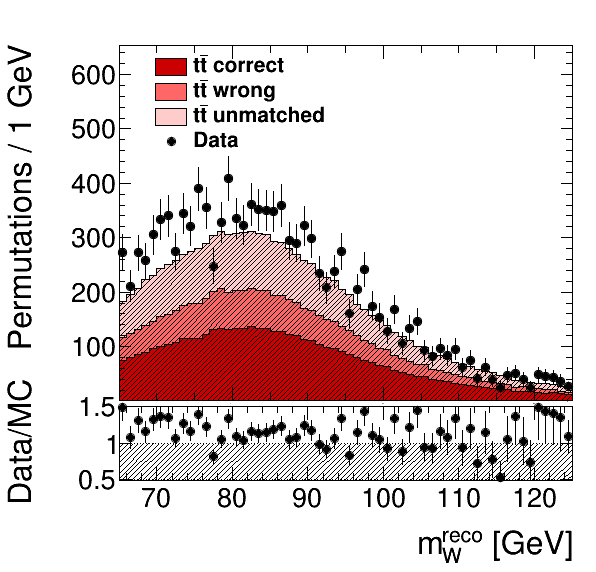 Permutations / 1 GeV
600
500
400
300
200
100
tt̄ correct
tt̄ wrong
tt̄ unmatched
Data
Data/MC
1.5
1
0.5
70 80 90 100 110 120
m_W^reco [GeV]